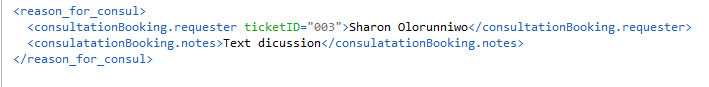 <reason_for_consul>
<consultationBooking.requester ticketID="003">Sharon Olorunniwo</consultationBooking.requester>
<consulatationBooking.notes>Text dicussion</consulatationBooking.notes>
</reason_for_consul>